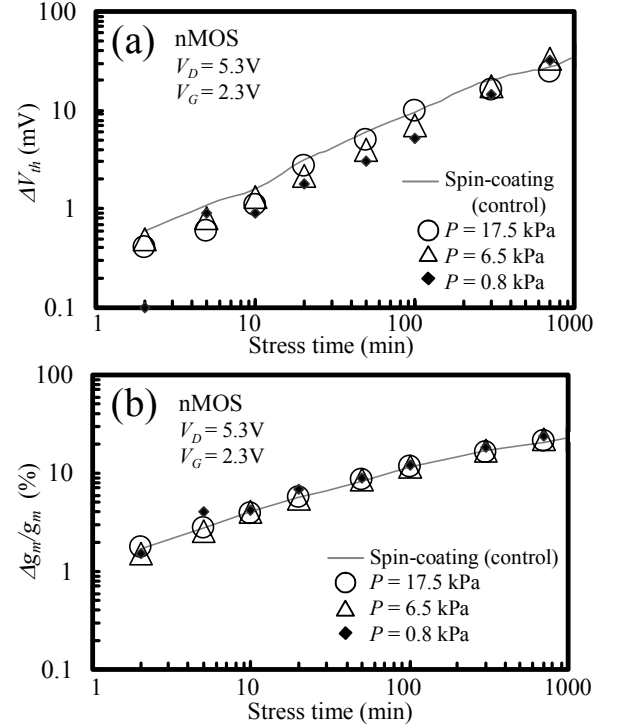 (a)
nMOS
V_D = 5.3V
V_G = 2.3V
100
10
1
0.1
ΔV_th (mV)
Spin-coating
(control)
P = 17.5 kPa
P = 6.5 kPa
P = 0.8 kPa
1 10 100 1000
Stress time (min)
(b)
nMOS
V_D = 5.3V
V_G = 2.3V
100
10
1
0.1
Δg_m/g_m (%)
Spin-coating (control)
P = 17.5 kPa
P = 6.5 kPa
P = 0.8 kPa
1 10 100 1000
Stress time (min)